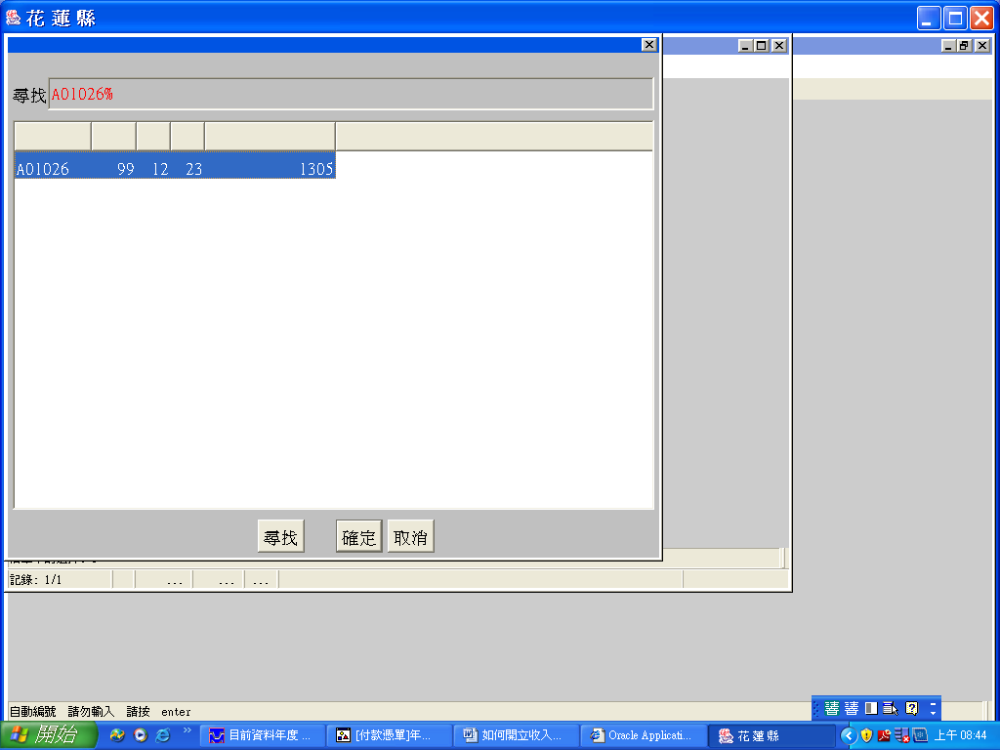 花蓮縣
尋找 A01026%
A01026 99 12 23 1305
尋找 確定 取消
記錄: 1/1 ... ... ...
自動編號 請勿輸入 請按 enter
開始 目前資料年度 ... [付款憑單]年... 如何開立收入... Oracle Applicati... 花蓮縣 上午 08:44